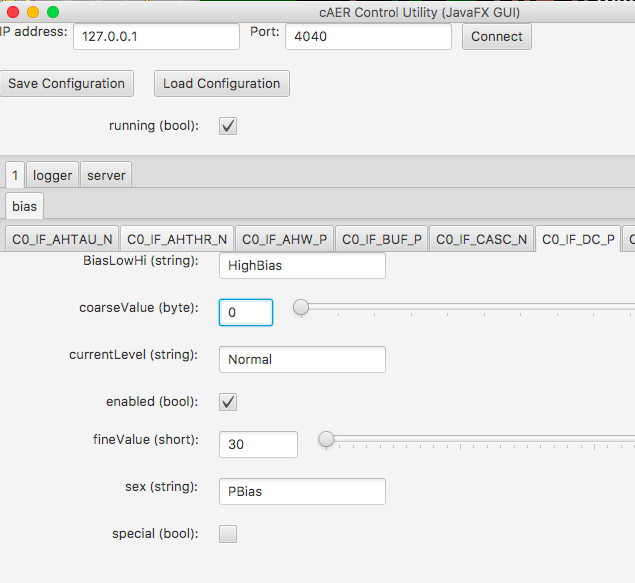 cAER Control Utility (JavaFX GUI)
IP address: 127.0.0.1 Port: 4040 Connect
Save Configuration Load Configuration
running (bool):
1 logger server
bias
C0_IF_AHTAU_N C0_IF_AHTHR_N C0_IF_AHW_P C0_IF_BUF_P C0_IF_CASC_N C0_IF_DC_P C
BiasLowHi (string): HighBias
coarseValue (byte): 0
currentLevel (string): Normal
enabled (bool):
fineValue (short): 30
sex (string): PBias
special (bool):